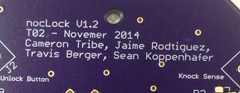 nocLock V1.2
T02 - Novemer 2014
Cameron Tribe, Jaime Rodtiguez,
Travis Berger, Sean Koppenhafer
Unlock Button
Knock Sense